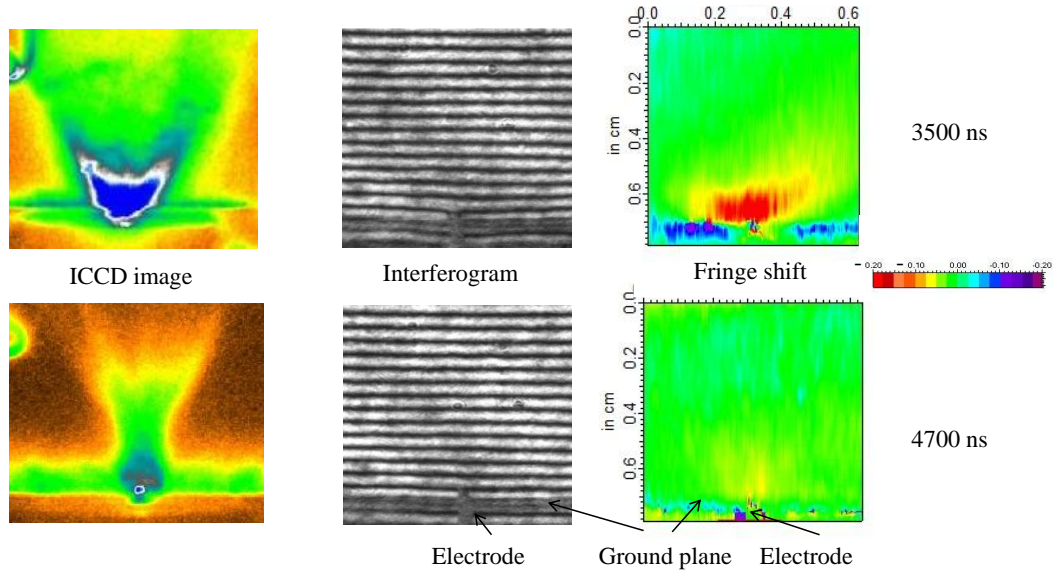 0.0 0.2 0.4 0.6
0.0
0.2
0.4
0.6
in cm
3500 ns
ICCD image
Interferogram
Fringe shift
- 0.20 - 0.10 0.00 -0.10 -0.20
0.0
0.2
0.4
0.6
in cm
4700 ns
Electrode
Ground plane
Electrode